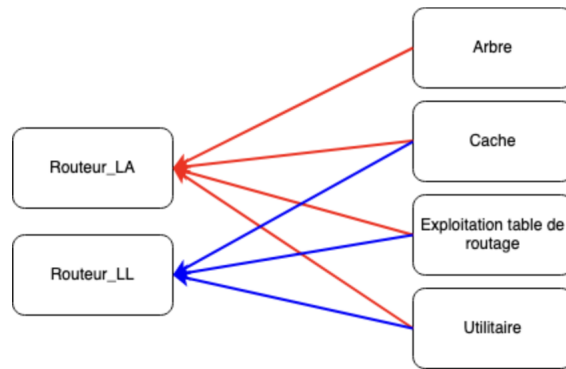 Arbre
Routeur_LA
Cache
Exploitation table de
routage
Routeur_LL
Utilitaire